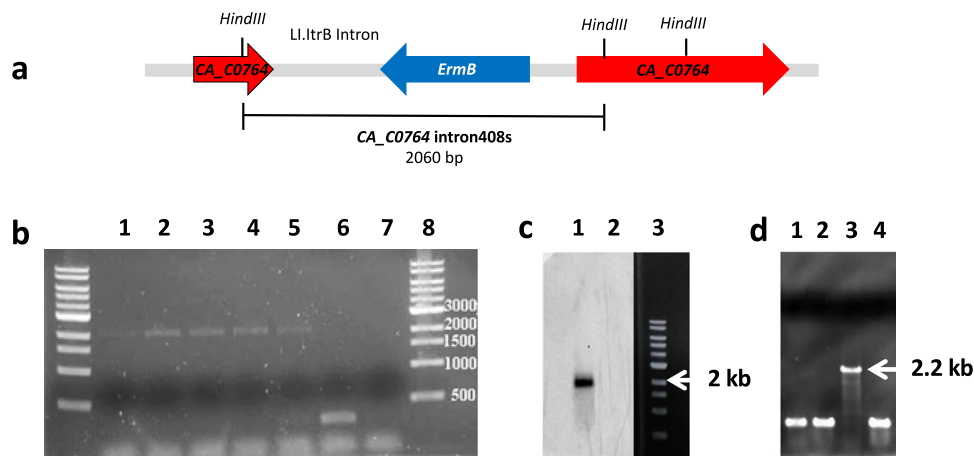 HindIII
Ll.ltrB Intron
HindIII
HindIII
a
CA_C0764
ErmB
CA_C0764
CA_C0764 intron408s
2060 bp
b
1 2 3 4 5 6 7 8
3000
2000
1500
1000
500
c
1 2 3
2 kb
d
1 2 3 4
2.2 kb